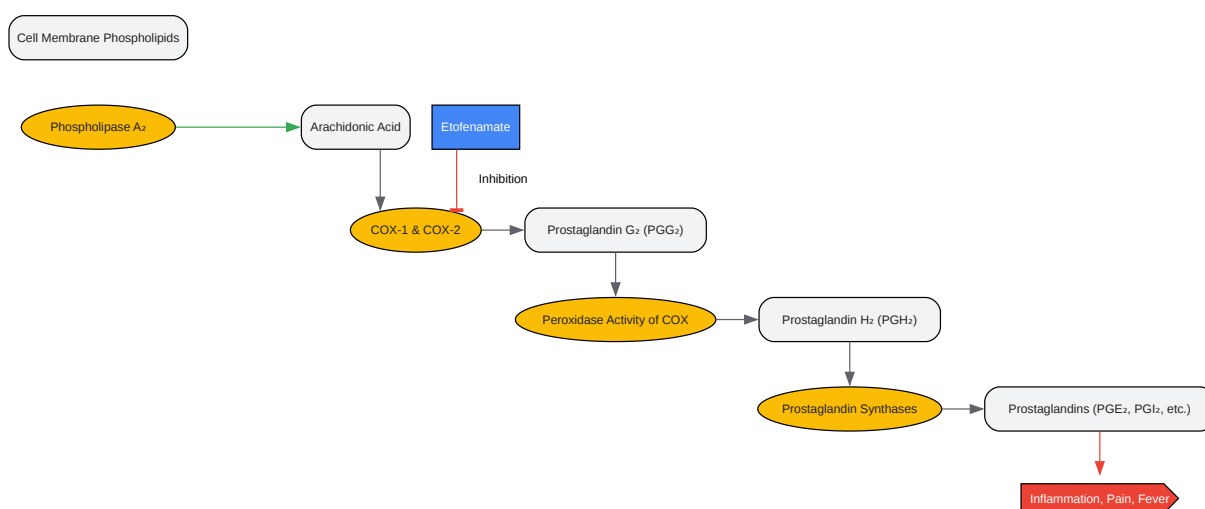 Cell Membrane Phospholipids
Phospholipase A₂
Arachidonic Acid
Etofenamate
Inhibition
COX-1 & COX-2
Prostaglandin G₂ (PGG₂)
Peroxidase Activity of COX
Prostaglandin H₂ (PGH₂)
Prostaglandin Synthases
Prostaglandins (PGE₂, PGI₂, etc.)
Inflammation, Pain, Fever